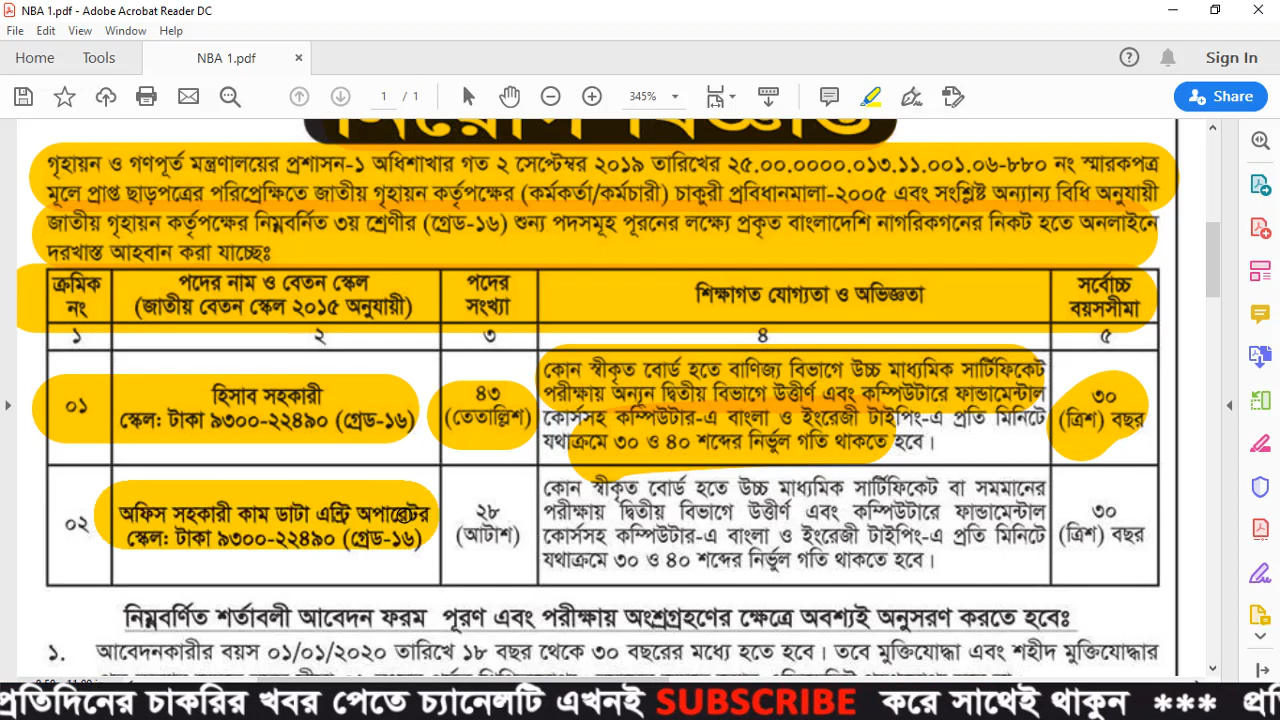 NBA 1.pdf - Adobe Acrobat Reader DC
File Edit View Window Help
Home Tools NBA 1.pdf × Sign In
1 / 1 345% Share
নিয়োগ বিজ্ঞপ্তি
গৃহায়ন ও গণপূর্ত মন্ত্রণালয়ের প্রশাসন-১ অধিশাখার গত ২ সেপ্টেম্বর ২০১৯ তারিখের ২৫.০০.০০০০.০১৩.১১.০০১.০৬-৮৮০ নং স্মারকপত্র
মূলে প্রাপ্ত ছাড়পত্রের পরিপ্রেক্ষিতে জাতীয় গৃহায়ন কর্তৃপক্ষের (কর্মকর্তা/কর্মচারী) চাকুরী প্রবিধানমালা-২০০৫ এবং সংশ্লিষ্ট অন্যান্য বিধি অনুযায়ী
জাতীয় গৃহায়ন কর্তৃপক্ষের নিম্নবর্নিত ৩য় শ্রেণীর (গ্রেড-১৬) শুন্য পদসমূহ পূরনের লক্ষ্যে প্রকৃত বাংলাদেশি নাগরিকগনের নিকট হতে অনলাইনে
দরখাস্ত আহবান করা যাচ্ছেঃ
ক্রমিক নং
পদের নাম ও বেতন স্কেল
(জাতীয় বেতন স্কেল ২০১৫ অনুযায়ী)
পদের
সংখ্যা
শিক্ষাগত যোগ্যতা ও অভিজ্ঞতা
সর্বোচ্চ
বয়সসীমা
১ ২ ৩ ৪ ৫
০১
হিসাব সহকারী
স্কেল: টাকা ৯৩০০-২২৪৯০ (গ্রেড-১৬)
৪৩
(তেতাল্লিশ)
কোন স্বীকৃত বোর্ড হতে বাণিজ্য বিভাগে উচ্চ মাধ্যমিক সার্টিফিকেট
পরীক্ষায় অন্যুন দ্বিতীয় বিভাগে উত্তীর্ণ এবং কম্পিউটারে ফান্ডামেন্টাল
কোর্সসহ কম্পিউটার-এ বাংলা ও ইংরেজী টাইপিং-এ প্রতি মিনিটে
যথাক্রমে ৩০ ও ৪০ শব্দের নির্ভুল গতি থাকতে হবে।
৩০
(ত্রিশ) বছর
০২
অফিস সহকারী কাম ডাটা এন্ট্রি অপারেটর
স্কেল: টাকা ৯৩০০-২২৪৯০ (গ্রেড-১৬)
২৮
(আটাশ)
কোন স্বীকৃত বোর্ড হতে উচ্চ মাধ্যমিক সার্টিফিকেট বা সমমানের
পরীক্ষায় দ্বিতীয় বিভাগে উত্তীর্ণ এবং কম্পিউটারে ফান্ডামেন্টাল
কোর্সসহ কম্পিউটার-এ বাংলা ও ইংরেজী টাইপিং-এ প্রতি মিনিটে
যথাক্রমে ৩০ ও ৪০ শব্দের নির্ভুল গতি থাকতে হবে।
৩০
(ত্রিশ) বছর
নিম্নবর্ণিত শর্তাবলী আবেদন ফরম পূরণ এবং পরীক্ষায় অংশগ্রহণের ক্ষেত্রে অবশ্যই অনুসরণ করতে হবেঃ
১. আবেদনকারীর বয়স ০১/০১/২০২০ তারিখে ১৮ বছর থেকে ৩০ বছরের মধ্যে হতে হবে। তবে মুক্তিযোদ্ধা এবং শহীদ মুক্তিযোদ্ধার
প্রতিদিনের চাকরির খবর পেতে চ্যানেলটি এখনই SUBSCRIBE করে সাথেই থাকুন *** প্রতি